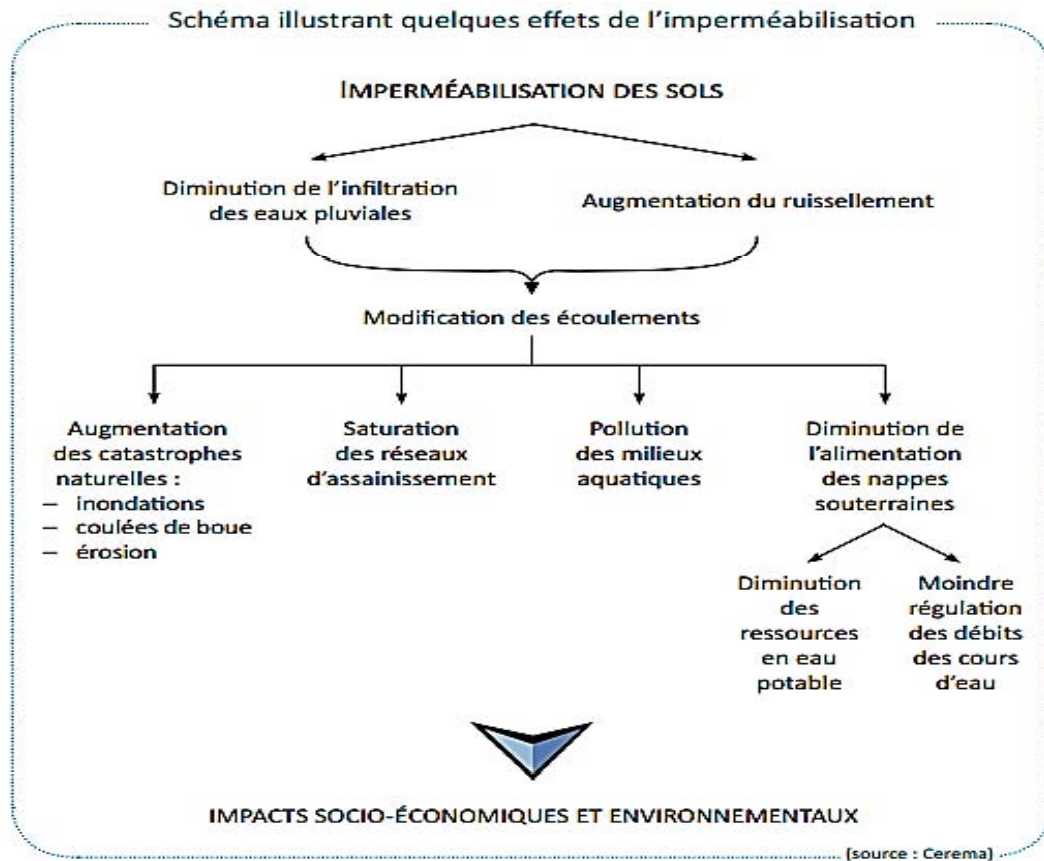 Schéma illustrant quelques effets de l'imperméabilisation
IMPERMÉABILISATION DES SOLS
Diminution de l'infiltration
des eaux pluviales
Augmentation du ruissellement
Modification des écoulements
Augmentation
des catastrophes
naturelles :
– inondations
– coulées de boue
– érosion
Saturation
des réseaux
d'assainissement
Pollution
des milieux
aquatiques
Diminution de
l'alimentation
des nappes
souterraines
Diminution
des
ressources
en eau
potable
Moindre
régulation
des débits
des cours
d'eau
IMPACTS SOCIO-ÉCONOMIQUES ET ENVIRONNEMENTAUX
[source : Cerema]